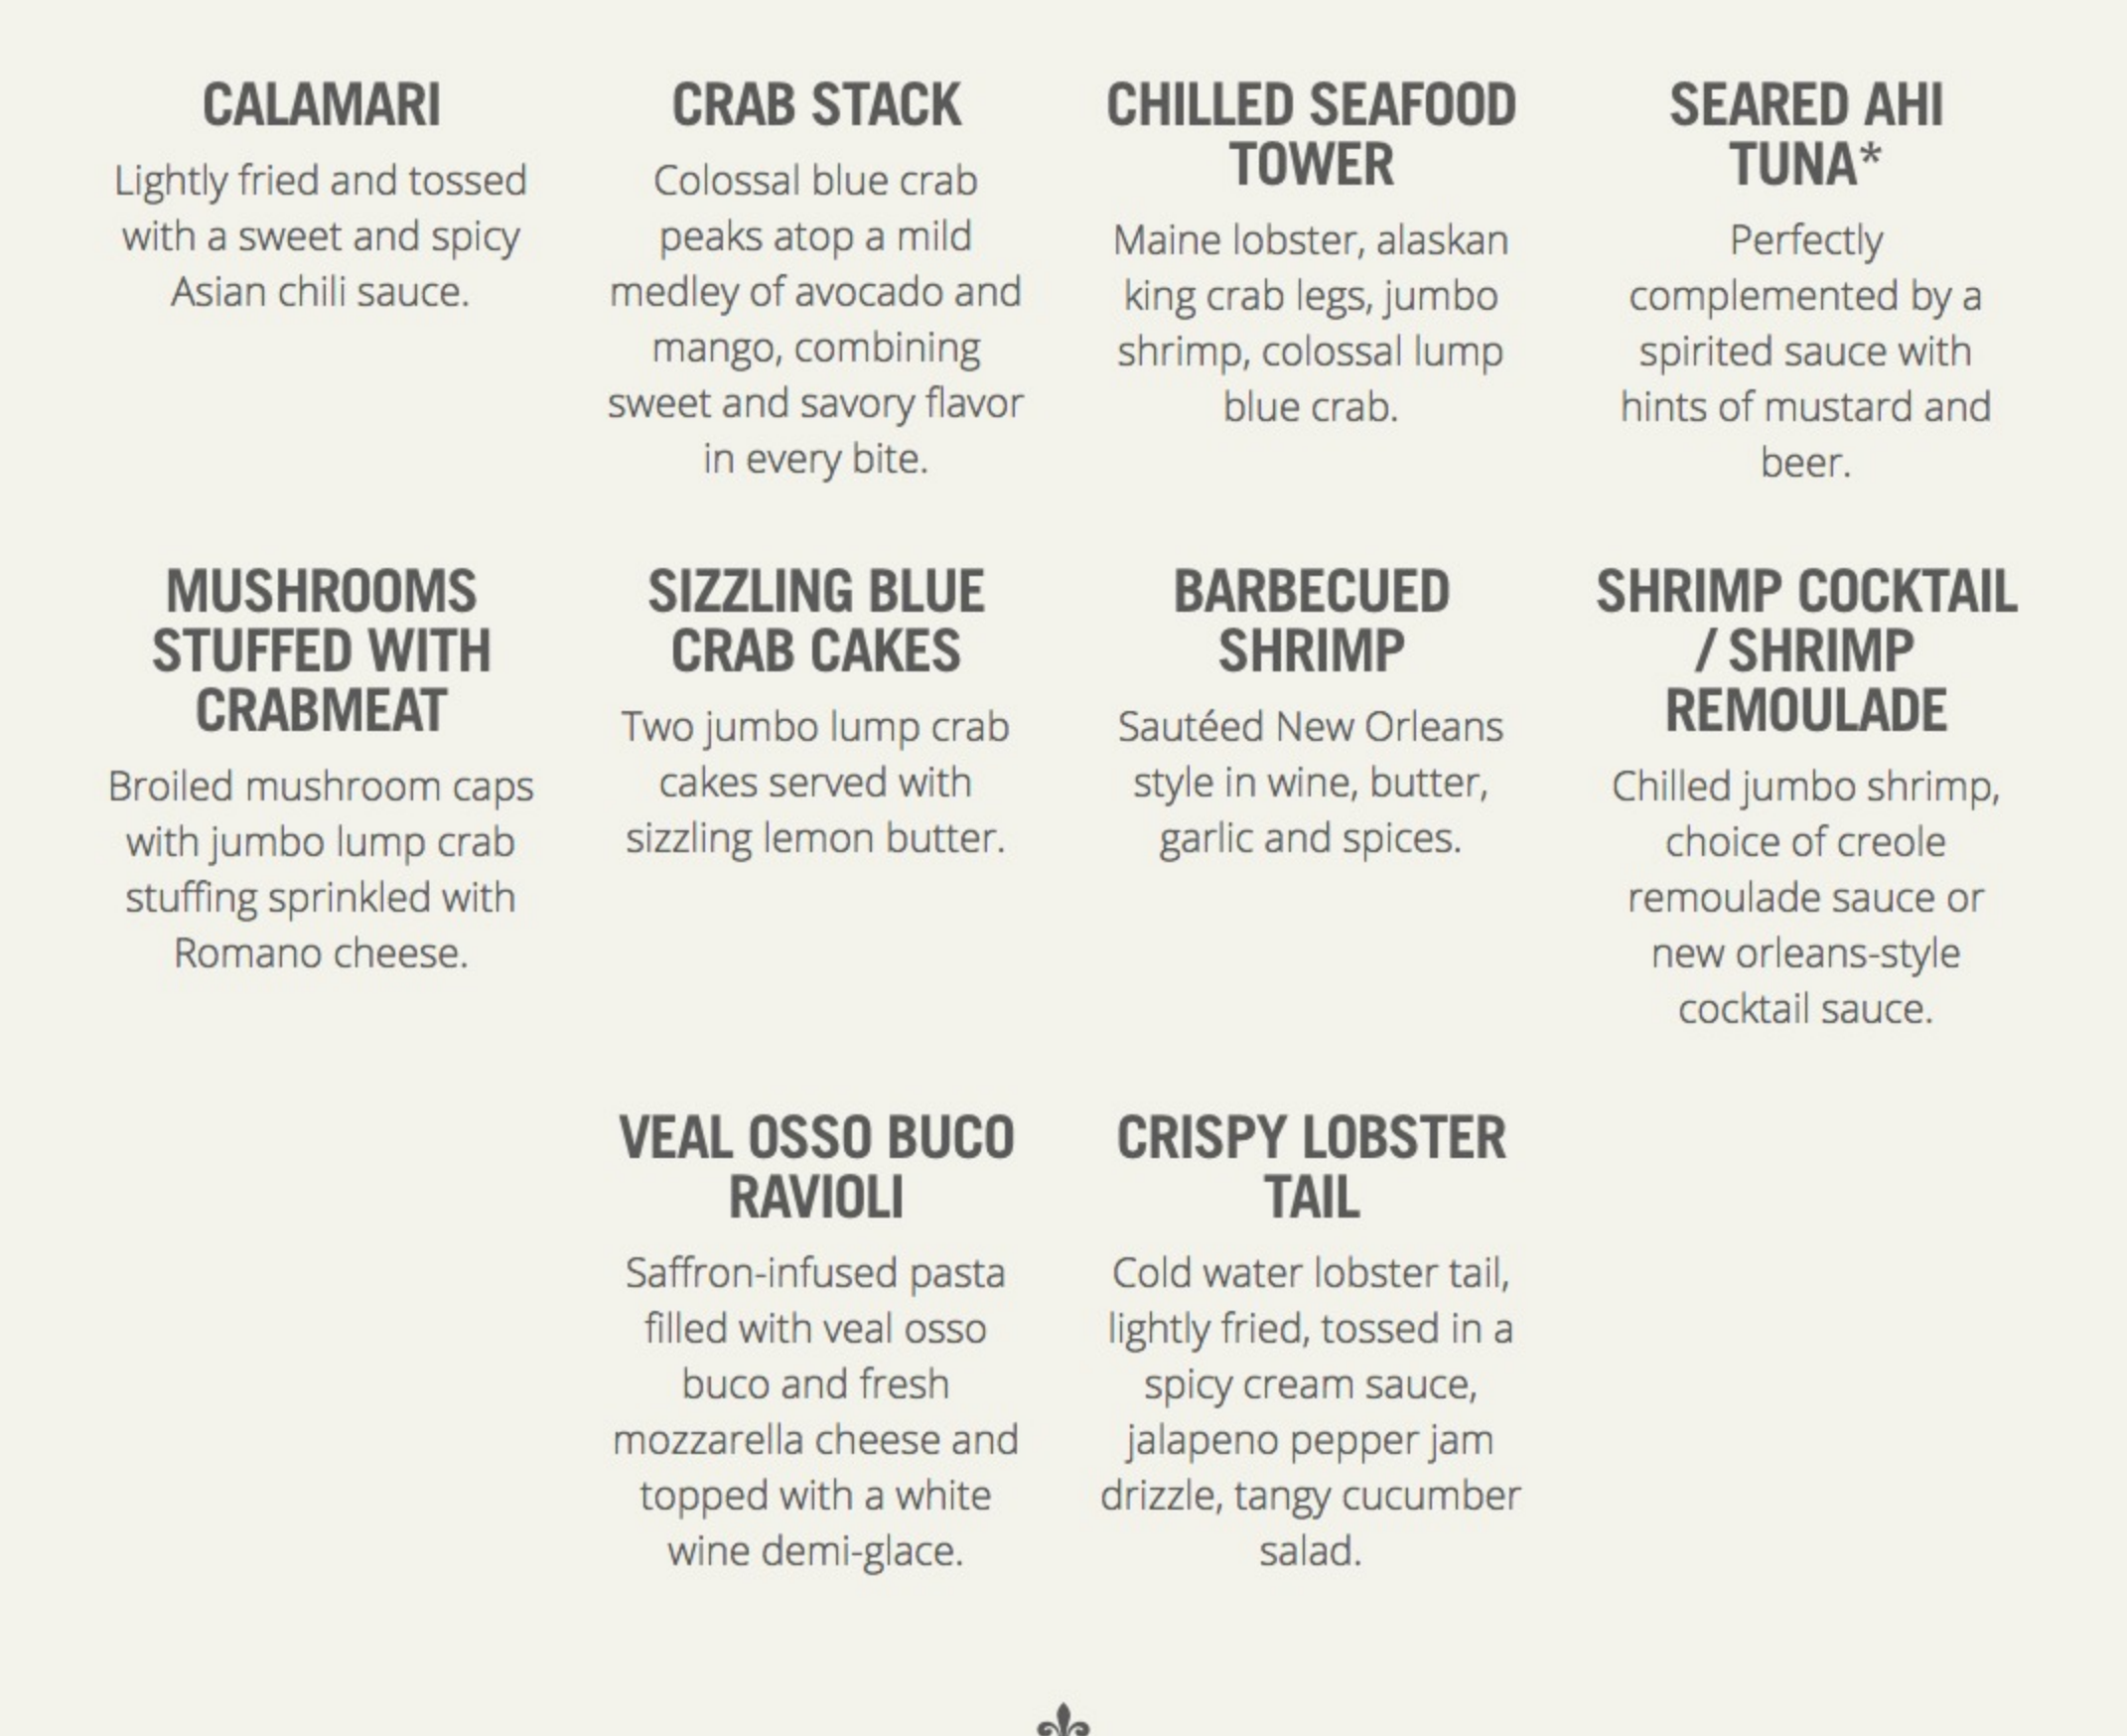 CALAMARI
Lightly fried and tossed
with a sweet and spicy
Asian chili sauce.
CRAB STACK
Colossal blue crab
peaks atop a mild
medley of avocado and
mango, combining
sweet and savory flavor
in every bite.
CHILLED SEAFOOD
TOWER
Maine lobster, alaskan
king crab legs, jumbo
shrimp, colossal lump
blue crab.
SEARED AHI
TUNA*
Perfectly
complemented by a
spirited sauce with
hints of mustard and
beer.
MUSHROOMS
STUFFED WITH
CRABMEAT
Broiled mushroom caps
with jumbo lump crab
stuffing sprinkled with
Romano cheese.
SIZZLING BLUE
CRAB CAKES
Two jumbo lump crab
cakes served with
sizzling lemon butter.
BARBECUED
SHRIMP
Sautéed New Orleans
style in wine, butter,
garlic and spices.
SHRIMP COCKTAIL
/ SHRIMP
REMOULADE
Chilled jumbo shrimp,
choice of creole
remoulade sauce or
new orleans-style
cocktail sauce.
VEAL OSSO BUCO
RAVIOLI
Saffron-infused pasta
filled with veal osso
buco and fresh
mozzarella cheese and
topped with a white
wine demi-glace.
CRISPY LOBSTER
TAIL
Cold water lobster tail,
lightly fried, tossed in a
spicy cream sauce,
jalapeno pepper jam
drizzle, tangy cucumber
salad.